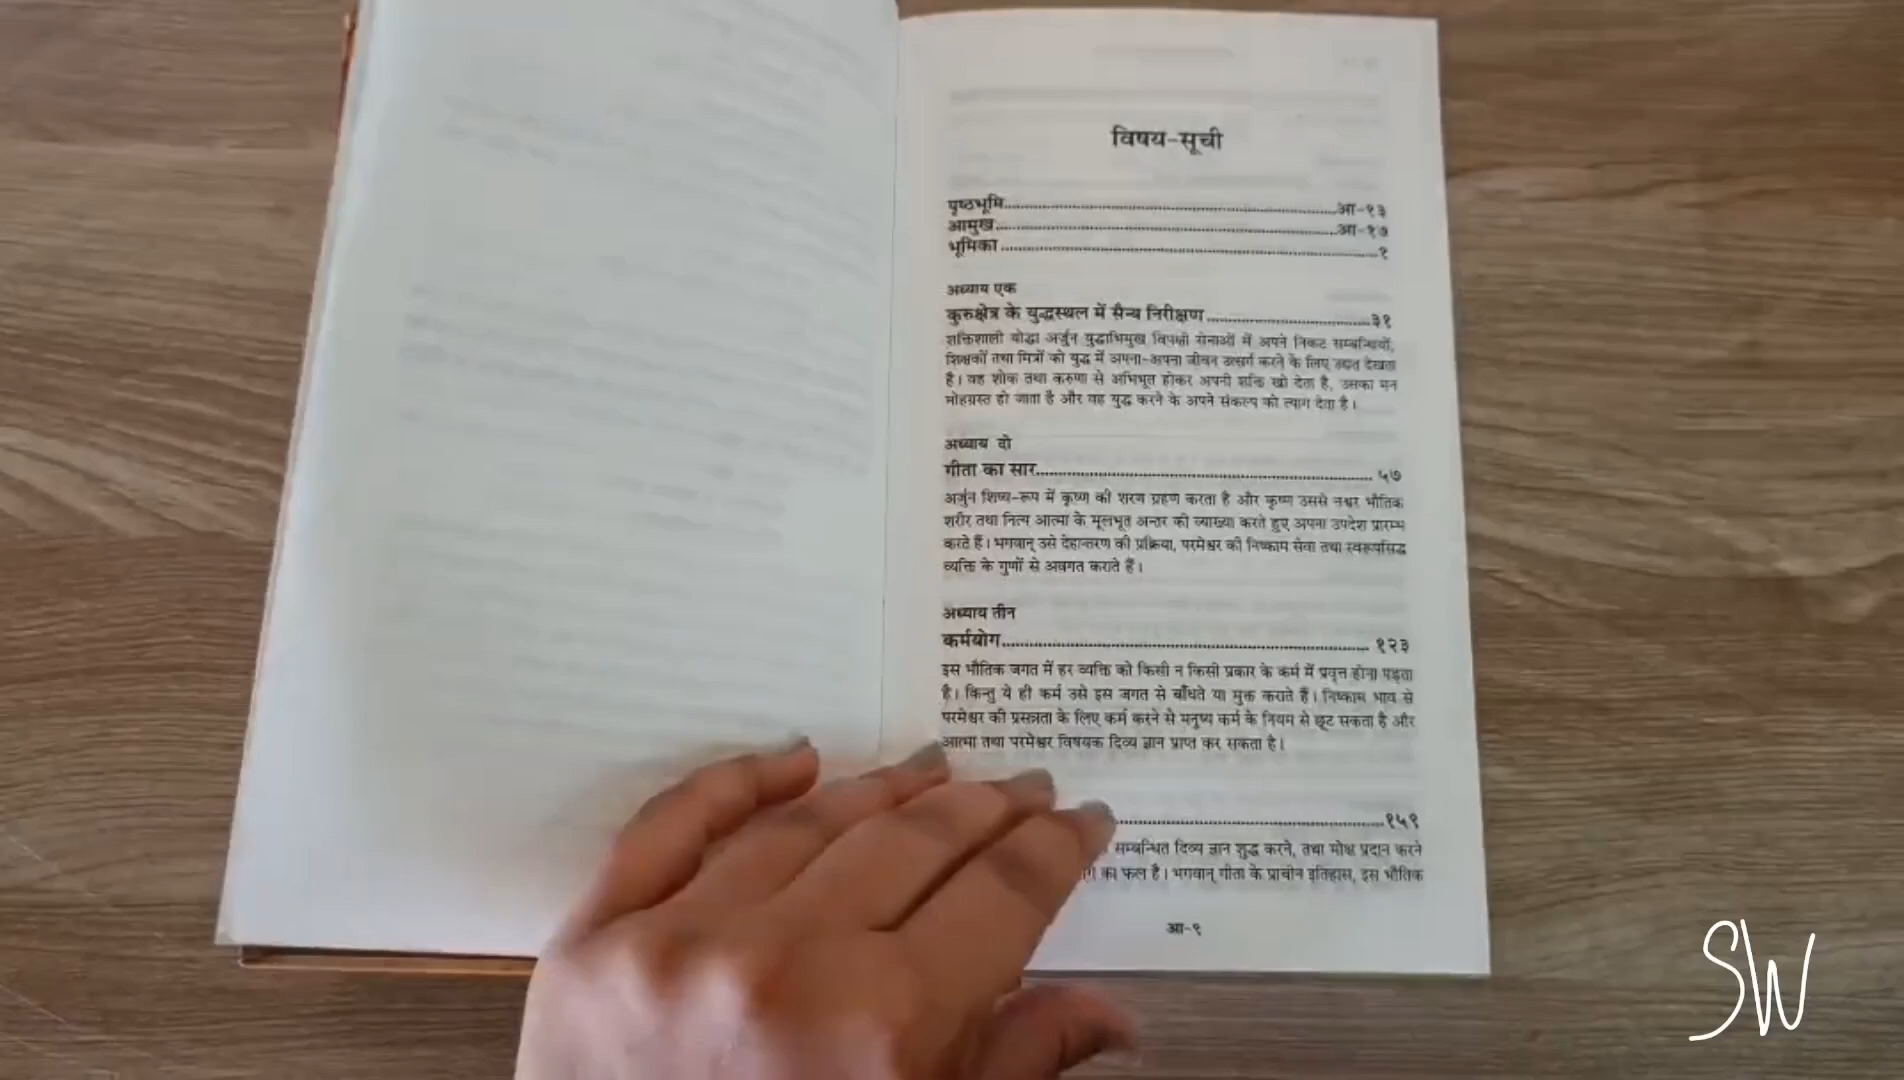 विषय-सूची
पृष्ठभूमि....................आ-१३
आमुख....................आ-१७
भूमिका....................१
अध्याय एक
कुरुक्षेत्र के युद्धस्थल में सैन्य निरीक्षण....................३१
शक्तिशाली योद्धा अर्जुन युद्धाभिमुख विपक्षी सेनाओं में अपने निकट सम्बन्धियों,
शिक्षकों तथा मित्रों को युद्ध में अपना-अपना जीवन उत्सर्ग करने के लिए उद्यत देखता
है। वह शोक तथा करुणा से अभिभूत होकर अपनी शक्ति खो देता है, उसका मन
मोहग्रस्त हो जाता है और वह युद्ध करने के अपने संकल्प को त्याग देता है।
अध्याय दो
गीता का सार.................... ५७
अर्जुन शिष्य-रूप में कृष्ण की शरण ग्रहण करता है और कृष्ण उससे नश्वर भौतिक
शरीर तथा नित्य आत्मा के मूलभूत अन्तर की व्याख्या करते हुए अपना उपदेश प्रारम्भ
करते हैं। भगवान् उसे देहान्तरण की प्रक्रिया, परमेश्वर की निष्काम सेवा तथा स्वरूपसिद्ध
व्यक्ति के गुणों से अवगत कराते हैं।
अध्याय तीन
कर्मयोग.................... १२३
इस भौतिक जगत में हर व्यक्ति को किसी न किसी प्रकार के कर्म में प्रवृत्त होना पड़ता
है। किन्तु ये ही कर्म उसे इस जगत से बाँधते या मुक्त कराते हैं। निष्काम भाव से
परमेश्वर की प्रसन्नता के लिए कर्म करने से मनुष्य कर्म के नियम से छूट सकता है और
आत्मा तथा परमेश्वर विषयक दिव्य ज्ञान प्राप्त कर सकता है।
....................१५९
सम्बन्धित दिव्य ज्ञान शुद्ध करने, तथा मोक्ष प्रदान करने
का फल है। भगवान् गीता के प्राचीन इतिहास, इस भौतिक
आ-९
SW